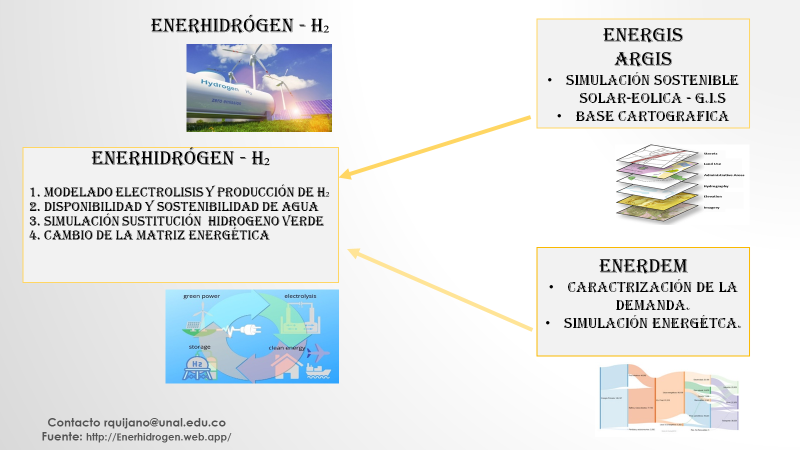 ENERHIDRÓGEN - H₂
Hydrogen H₂
ENERHIDRÓGEN - H₂
1. MODELADO ELECTROLISIS Y PRODUCCIÓN DE H₂
2. DISPONIBILIDAD Y SOSTENIBILIDAD DE AGUA
3. SIMULACIÓN SUSTITUCIÓN HIDROGENO VERDE
4. CAMBIO DE LA MATRIZ ENERGÉTICA
green power
electrolysis
storage
clean energy
H₂
Contacto rquijano@unal.edu.co
Fuente: http://Enerhidrogen.web.app/
ENERGIS
ARGIS
• SIMULACIÓN SOSTENIBLE
SOLAR-EOLICA - G.I.S
• BASE CARTOGRAFICA
Streets
Land Use
Administrative Areas
Hydrography
Elevation
Imagery
ENERDEM
• CARACTRIZACIÓN DE LA
DEMANDA.
• SIMULACIÓN ENERGÉTCA.